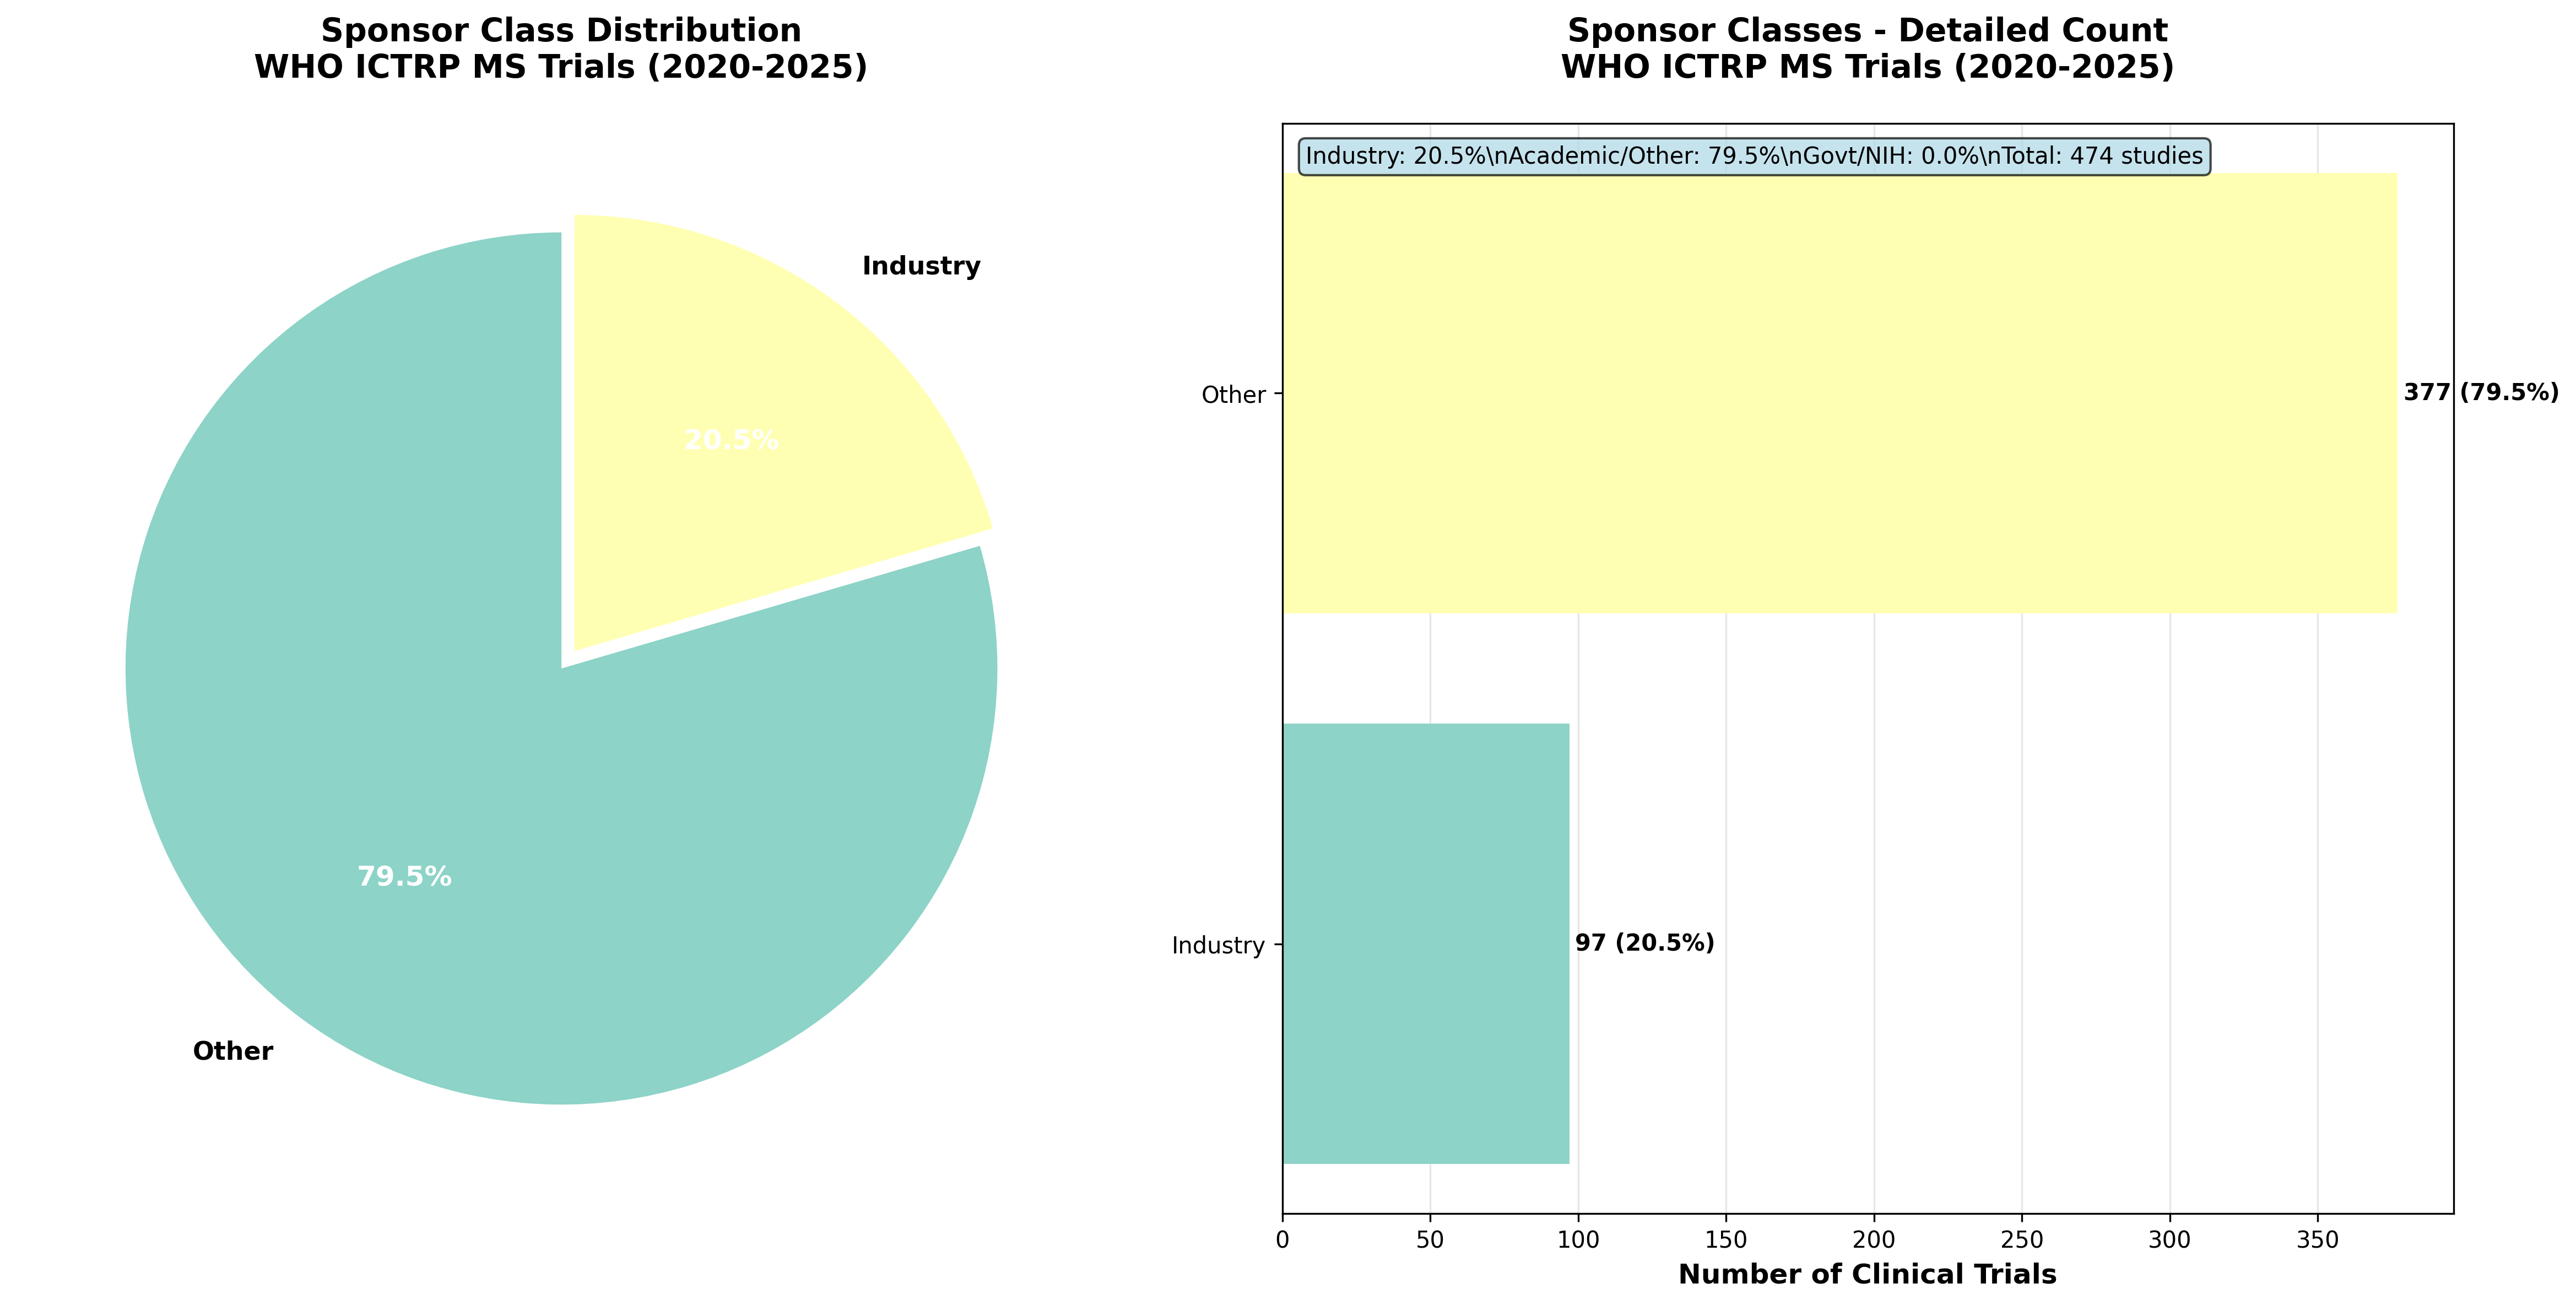 Sponsor Class Distribution
WHO ICTRP MS Trials (2020-2025)
Industry
20.5%
79.5%
Other
Sponsor Classes - Detailed Count
WHO ICTRP MS Trials (2020-2025)
Industry: 20.5%\nAcademic/Other: 79.5%\nGovt/NIH: 0.0%\nTotal: 474 studies
Other
377 (79.5%)
Industry
97 (20.5%)
0 50 100 150 200 250 300 350
Number of Clinical Trials